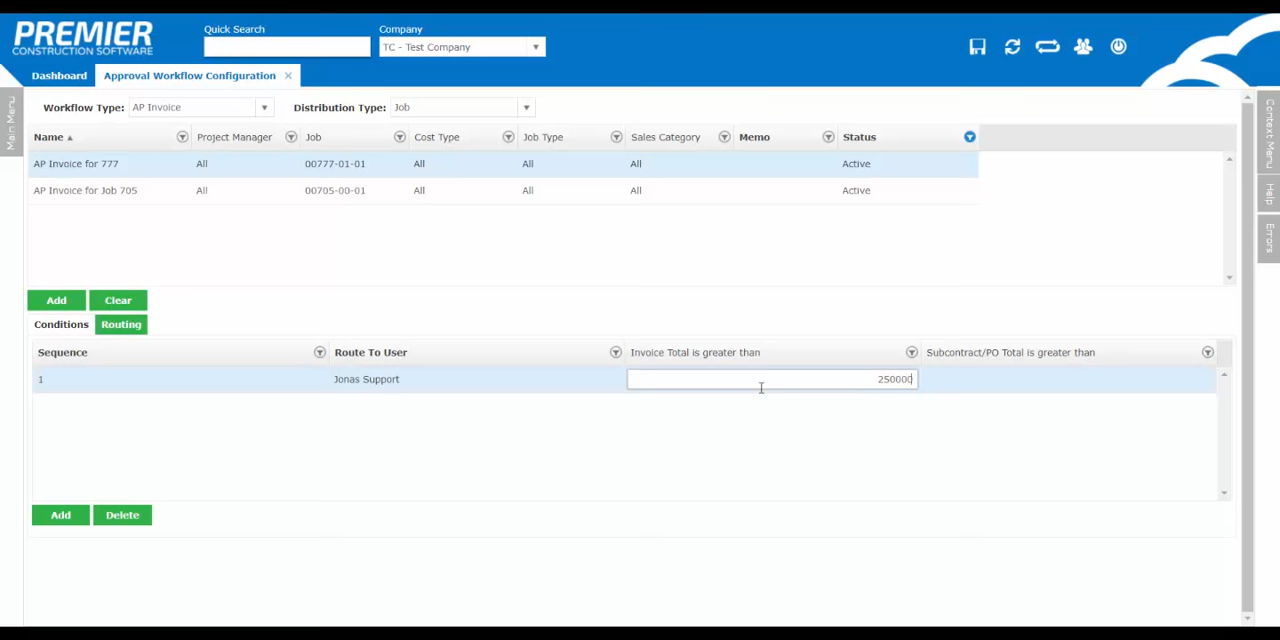 PREMIER
CONSTRUCTION SOFTWARE
Quick Search
Company
TC - Test Company
Dashboard
Approval Workflow Configuration
Main Menu
Workflow Type: AP Invoice
Distribution Type: Job
Name Project Manager Job Cost Type Job Type Sales Category Memo Status
AP Invoice for 777 All 00777-01-01 All All All Active
AP Invoice for Job 705 All 00705-00-01 All All All Active
Add Clear
Conditions Routing
Sequence Route To User Invoice Total is greater than Subcontract/PO Total is greater than
1 Jonas Support 250000
Add Delete
Context Menu
Help
Errors